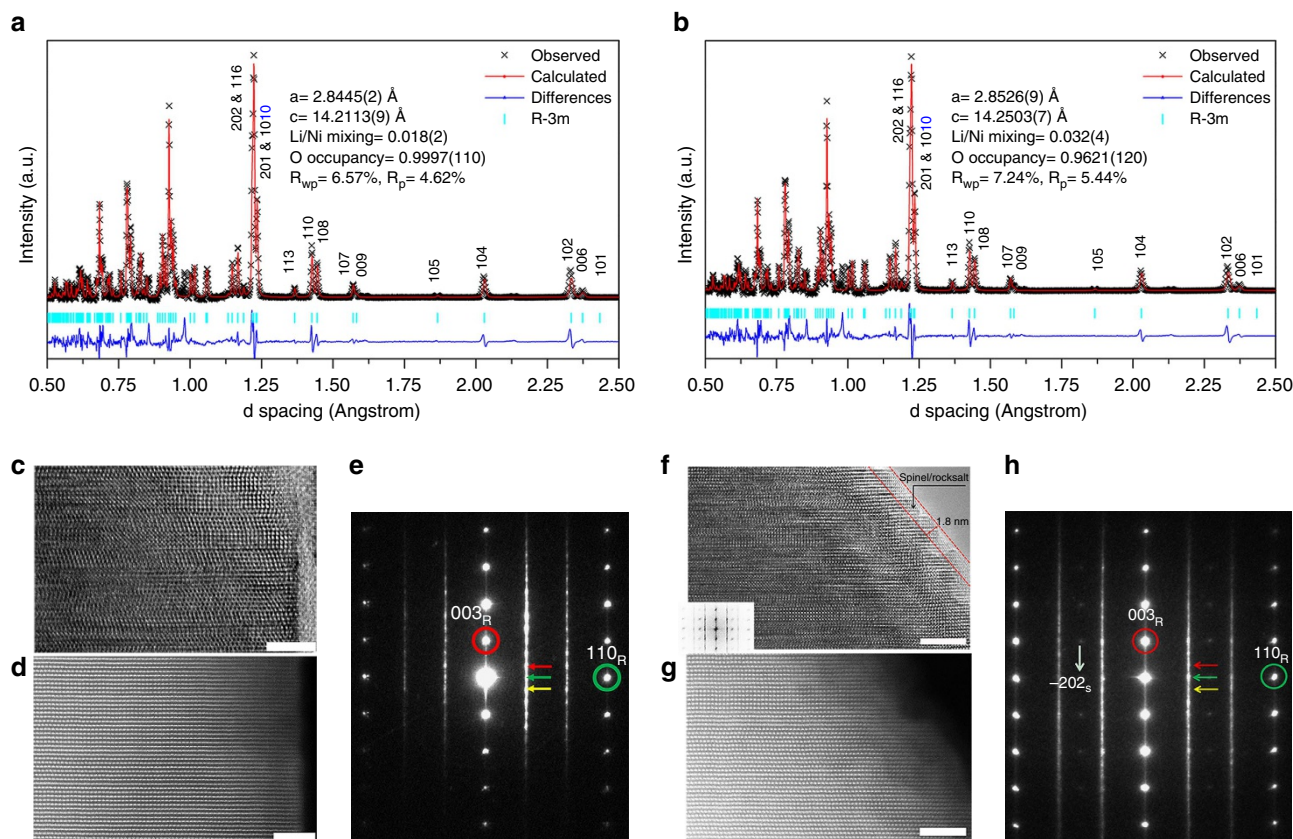 a
Observed
Calculated
Differences
R-3m
a= 2.8445(2) Å
c= 14.2113(9) Å
Li/Ni mixing= 0.018(2)
O occupancy= 0.9997(110)
Rwp= 6.57%, Rp= 4.62%
202 & 116
201 & 1010
113
110
108
107
009
105
104
102
006
101
Intensity (a.u.)
0.50 0.75 1.00 1.25 1.50 1.75 2.00 2.25 2.50
d spacing (Angstrom)
b
Observed
Calculated
Differences
R-3m
a= 2.8526(9) Å
c= 14.2503(7) Å
Li/Ni mixing= 0.032(4)
O occupancy= 0.9621(120)
Rwp= 7.24%, Rp= 5.44%
202 & 116
201 & 1010
113
110
108
107
009
105
104
102
006
101
Intensity (a.u.)
0.50 0.75 1.00 1.25 1.50 1.75 2.00 2.25 2.50
d spacing (Angstrom)
c
d
e
003R
110R
f
Spinel/rocksalt
1.8 nm
g
h
003R
110R
−202s